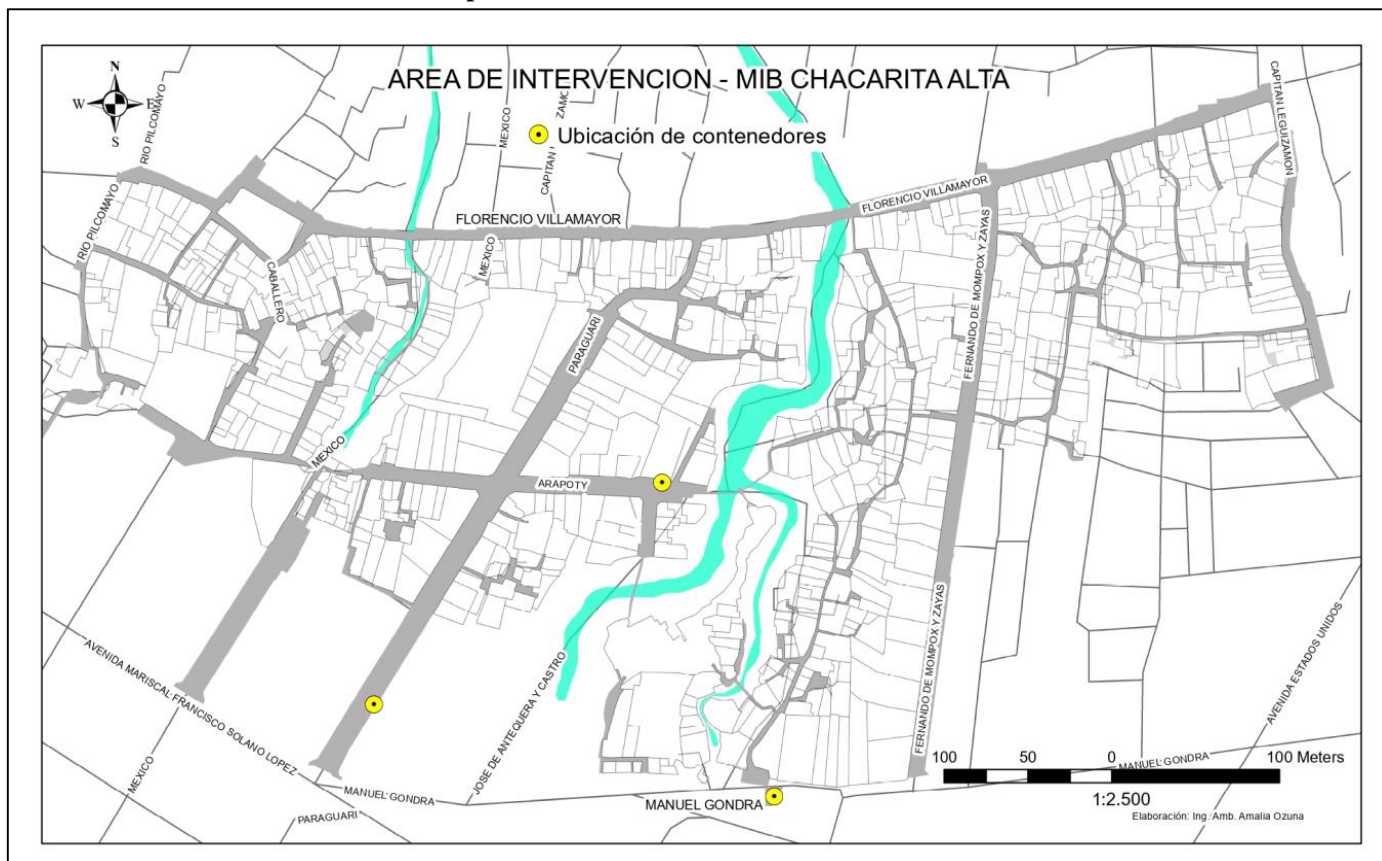 AREA DE INTERVENCION - MIB CHACARITA ALTA
N
W E
S
Ubicación de contenedores
RIO PILCOMAYO
RIO PILCOMAYO
MEXICO
MEXICO
CAPITAN ZAMO
CAPITAN LEGUIZAMON
FLORENCIO VILLAMAYOR
FLORENCIO VILLAMAYOR
CABALLERO
MEXICO
PARAGUARI
FERNANDO DE MOMPOX Y ZAYAS
MEXICO
ARAPOTY
AVENIDA MARISCAL FRANCISCO SOLANO LOPEZ
JOSE DE ANTEQUERA Y CASTRO
FERNANDO DE MOMPOX Y ZAYAS
AVENIDA ESTADOS UNIDOS
MEXICO
PARAGUARI
MANUEL GONDRA
MANUEL GONDRA
MANUEL GONDRA
100 50 0 100 Meters
1:2.500
Elaboración: Ing. Amb. Amalia Ozuna